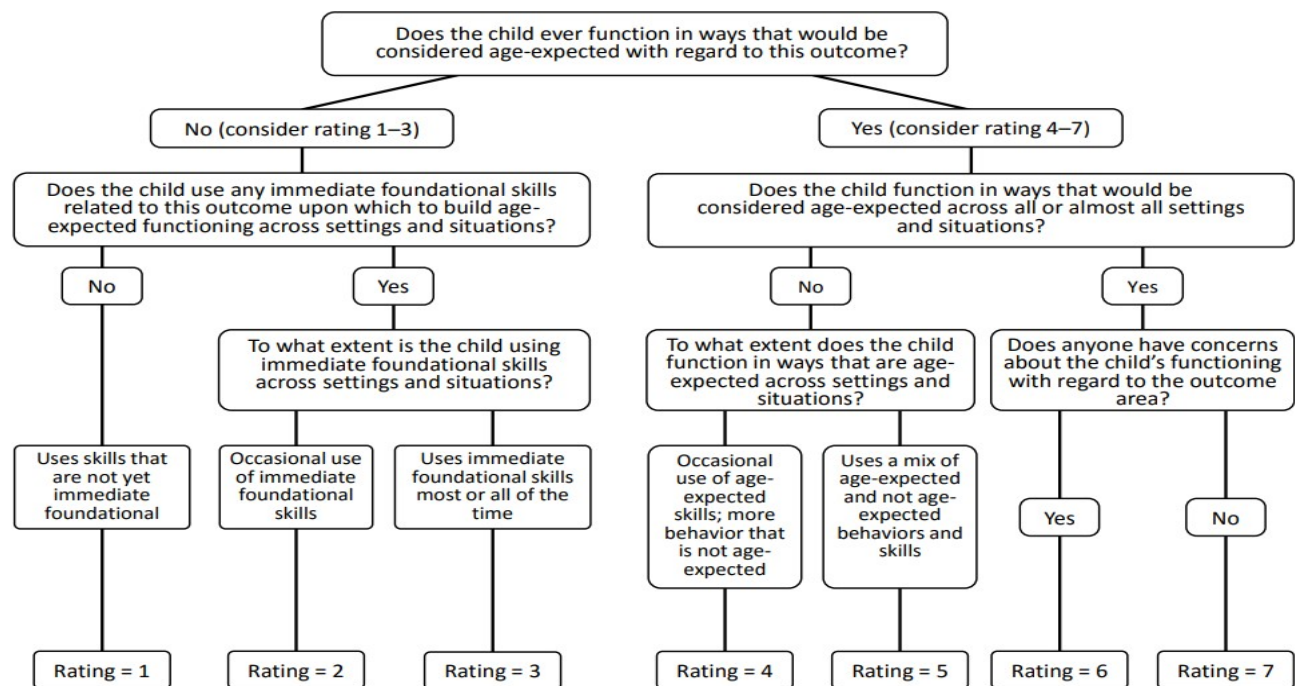 Does the child ever function in ways that would be
considered age-expected with regard to this outcome?
No (consider rating 1–3)
Yes (consider rating 4–7)
Does the child use any immediate foundational skills
related to this outcome upon which to build age-
expected functioning across settings and situations?
Does the child function in ways that would be
considered age-expected across all or almost all settings
and situations?
No
Yes
No
Yes
To what extent is the child using
immediate foundational skills
across settings and situations?
To what extent does the child
function in ways that are age-
expected across settings and
situations?
Does anyone have concerns
about the child’s functioning
with regard to the outcome
area?
Uses skills that
are not yet
immediate
foundational
Occasional use
of immediate
foundational
skills
Uses immediate
foundational skills
most or all of the
time
Occasional
use of age-
expected
skills; more
behavior that
is not age-
expected
Uses a mix of
age-expected
and not age-
expected
behaviors and
skills
Yes
No
Rating = 1
Rating = 2
Rating = 3
Rating = 4
Rating = 5
Rating = 6
Rating = 7